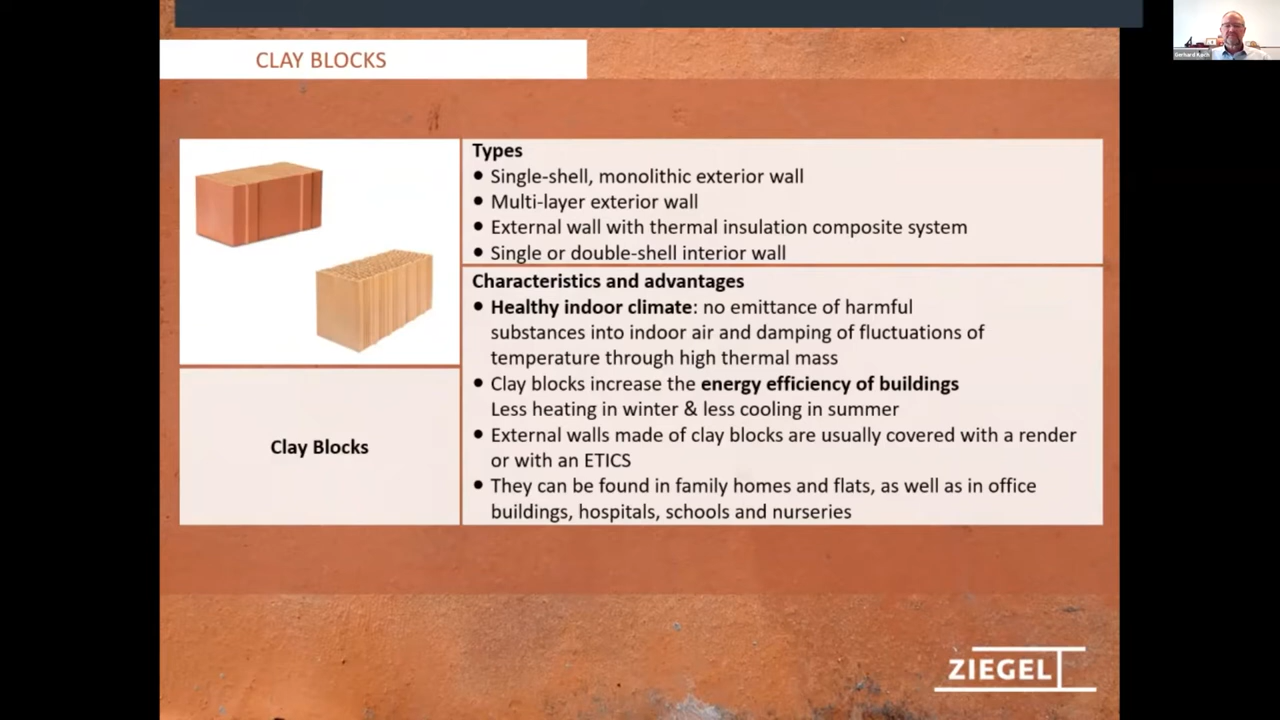 CLAY BLOCKS
Gerhard Koch
Types
● Single-shell, monolithic exterior wall
● Multi-layer exterior wall
● External wall with thermal insulation composite system
● Single or double-shell interior wall
Characteristics and advantages
● Healthy indoor climate: no emittance of harmful
substances into indoor air and damping of fluctuations of
temperature through high thermal mass
● Clay blocks increase the energy efficiency of buildings
Less heating in winter & less cooling in summer
● External walls made of clay blocks are usually covered with a render
or with an ETICS
● They can be found in family homes and flats, as well as in office
buildings, hospitals, schools and nurseries
Clay Blocks
ZIEGEL